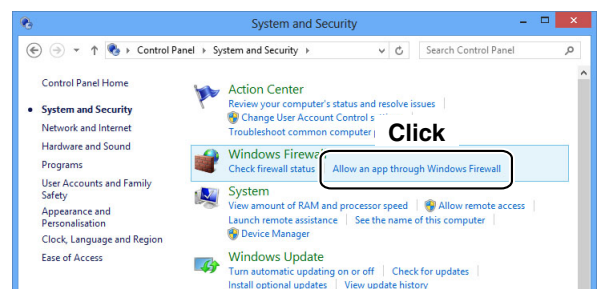 System and Security
Control Panel
System and Security
Search Control Panel
Control Panel Home
System and Security
Network and Internet
Hardware and Sound
Programs
User Accounts and Family
Safety
Appearance and
Personalisation
Clock, Language and Region
Ease of Access
Action Center
Review your computer's status and resolve issues
Change User Account Control
Troubleshoot common computer
Click
Windows Firewall
Check firewall status
Allow an app through Windows Firewall
System
View amount of RAM and processor speed
Allow remote access
Launch remote assistance
See the name of this computer
Device Manager
Windows Update
Turn automatic updating on or off
Check for updates
Install optional updates
View update history